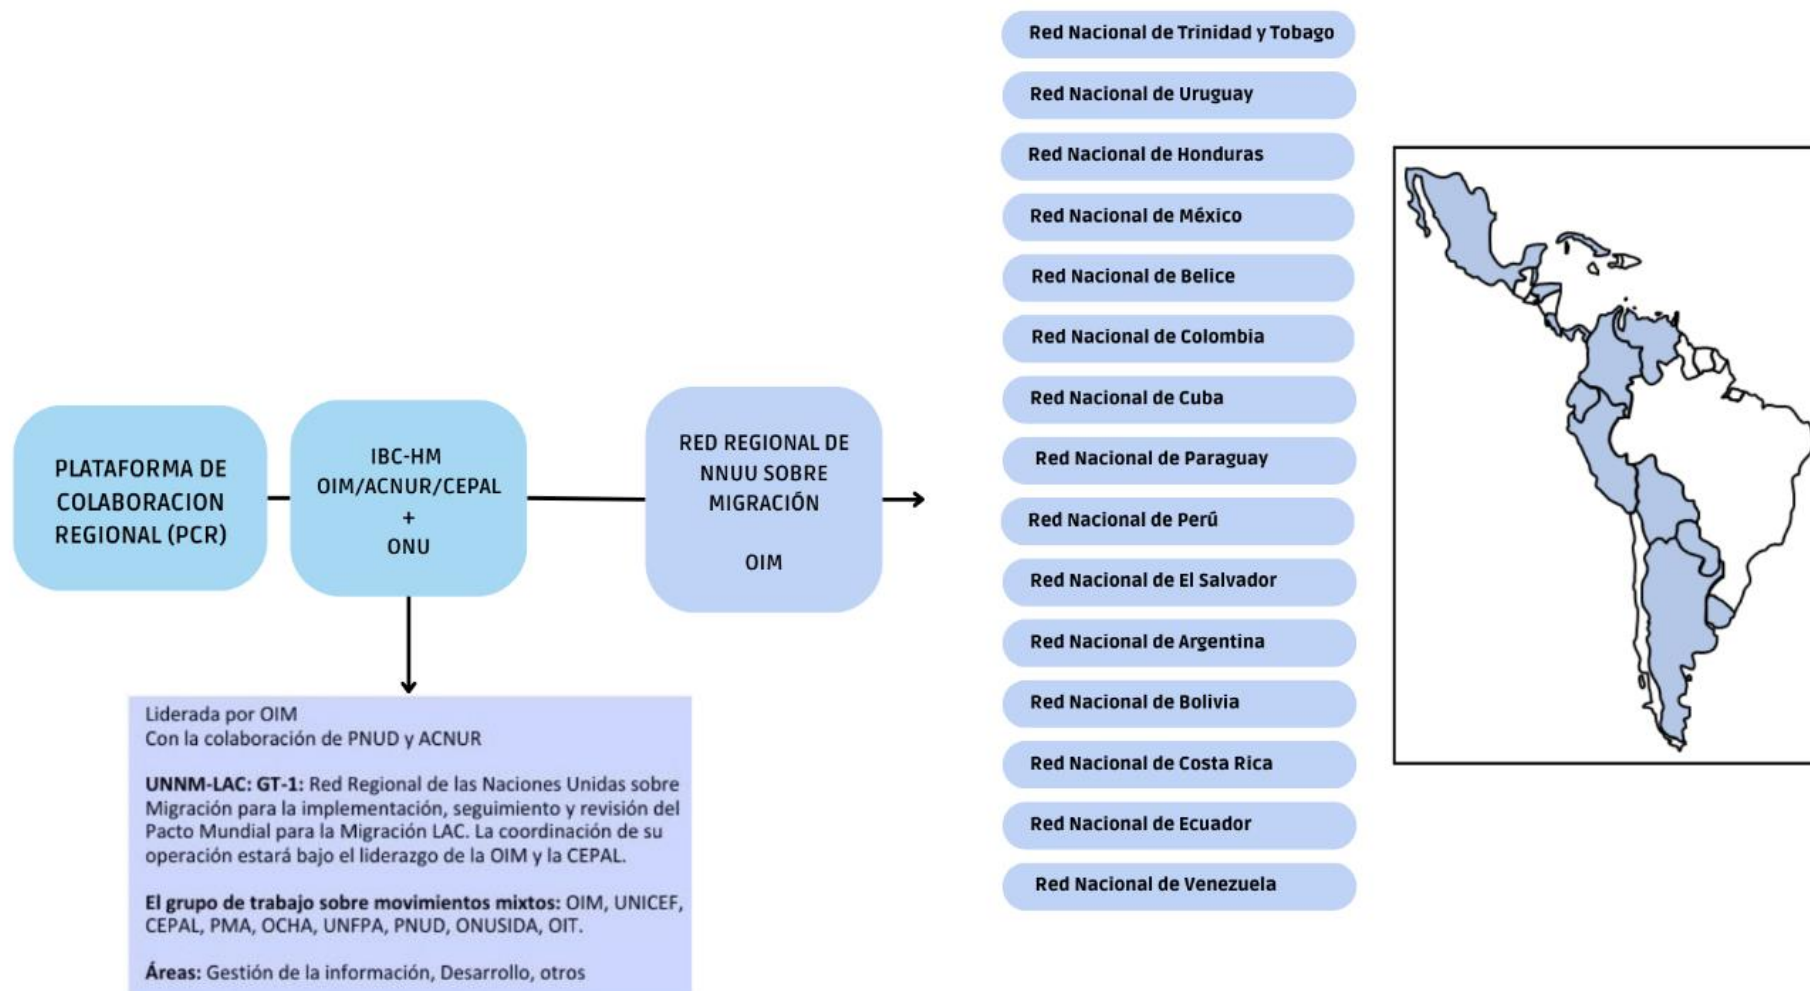 PLATAFORMA DE
COLABORACION
REGIONAL (PCR)
IBC-HM
OIM/ACNUR/CEPAL
+
ONU
RED REGIONAL DE
NNUU SOBRE
MIGRACIÓN
OIM
Liderada por OIM
Con la colaboración de PNUD y ACNUR
UNNM-LAC: GT-1: Red Regional de las Naciones Unidas sobre
Migración para la implementación, seguimiento y revisión del
Pacto Mundial para la Migración LAC. La coordinación de su
operación estará bajo el liderazgo de la OIM y la CEPAL.
El grupo de trabajo sobre movimientos mixtos: OIM, UNICEF,
CEPAL, PMA, OCHA, UNFPA, PNUD, ONUSIDA, OIT.
Áreas: Gestión de la información, Desarrollo, otros
Red Nacional de Trinidad y Tobago
Red Nacional de Uruguay
Red Nacional de Honduras
Red Nacional de México
Red Nacional de Belice
Red Nacional de Colombia
Red Nacional de Cuba
Red Nacional de Paraguay
Red Nacional de Perú
Red Nacional de El Salvador
Red Nacional de Argentina
Red Nacional de Bolivia
Red Nacional de Costa Rica
Red Nacional de Ecuador
Red Nacional de Venezuela